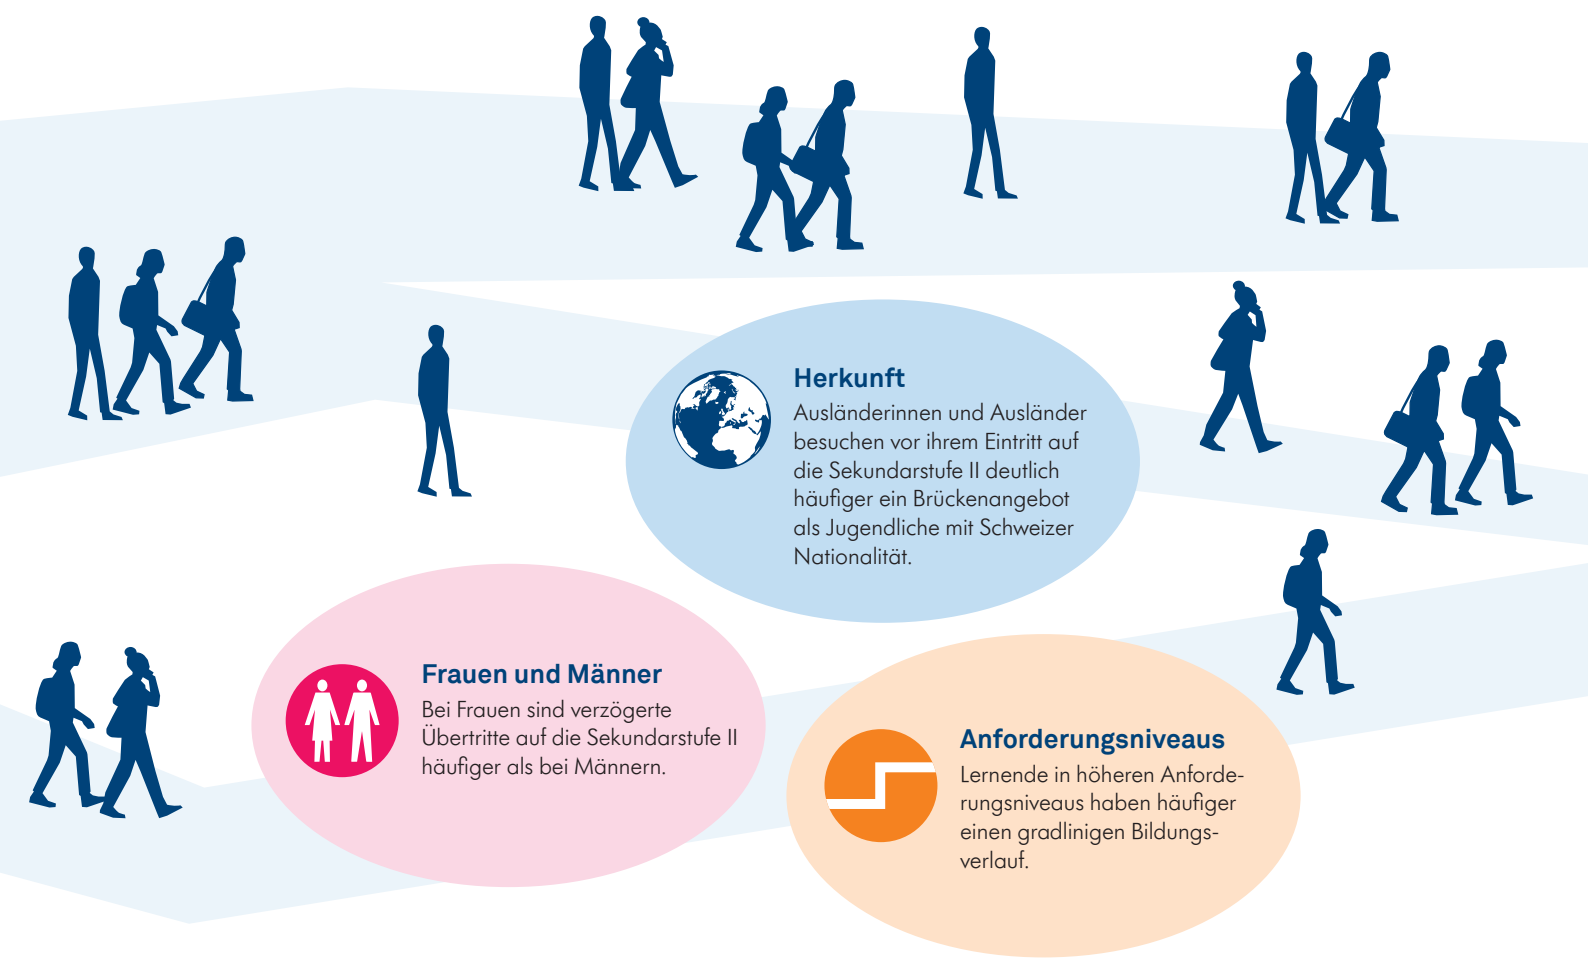 Herkunft
Ausländerinnen und Ausländer
besuchen vor ihrem Eintritt auf
die Sekundarstufe II deutlich
häufiger ein Brückenangebot
als Jugendliche mit Schweizer
Nationalität.
Frauen und Männer
Bei Frauen sind verzögerte
Übertritte auf die Sekundarstufe II
häufiger als bei Männern.
Anforderungsniveaus
Lernende in höheren Anforde-
rungsniveaus haben häufiger
einen gradlinigen Bildungs-
verlauf.